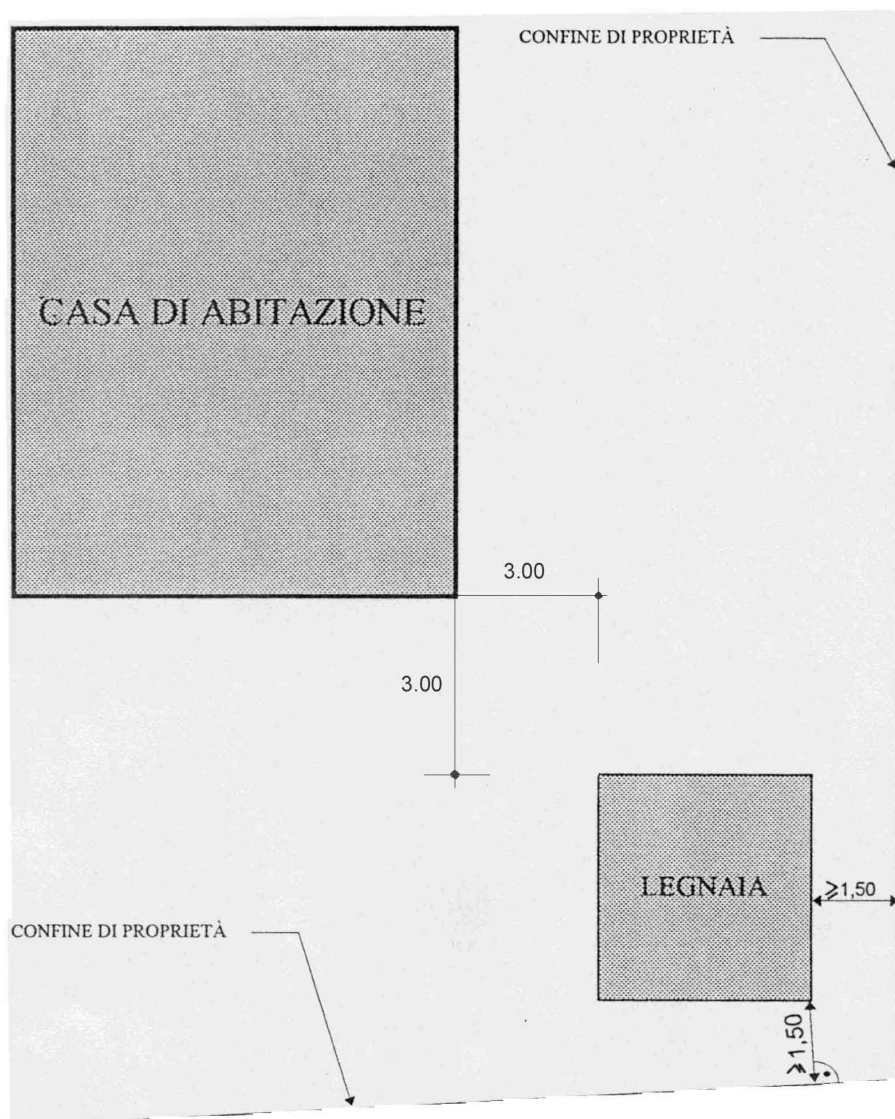 CONFINE DI PROPRIETÀ
CASA DI ABITAZIONE
3.00
3.00
LEGNAIA
≥1,50
CONFINE DI PROPRIETÀ
≥1,50